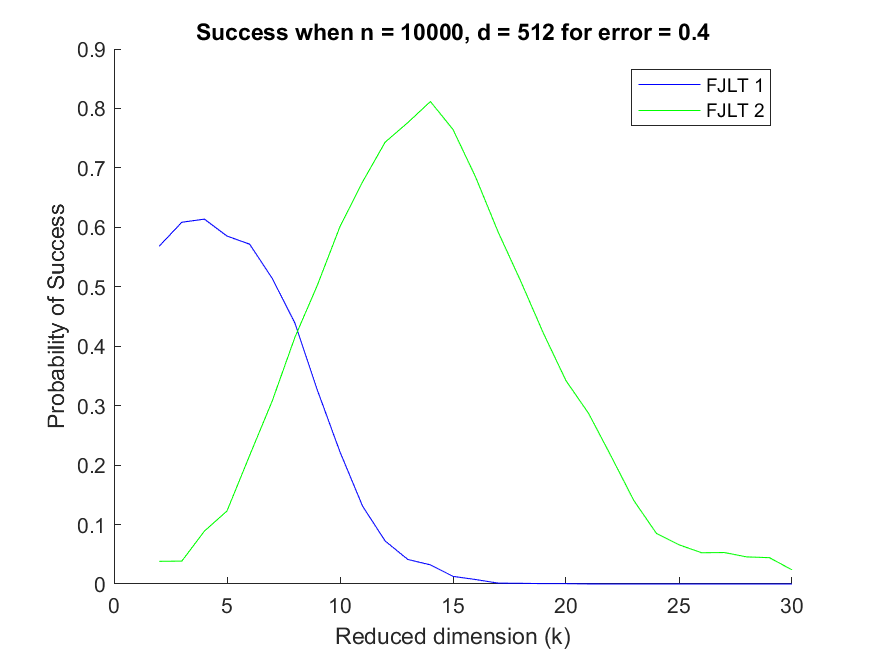 Success when n = 10000, d = 512 for error = 0.4
FJLT 1
FJLT 2
0.9
0.8
0.7
0.6
0.5
0.4
0.3
0.2
0.1
0
Probability of Success
0 5 10 15 20 25 30
Reduced dimension (k)